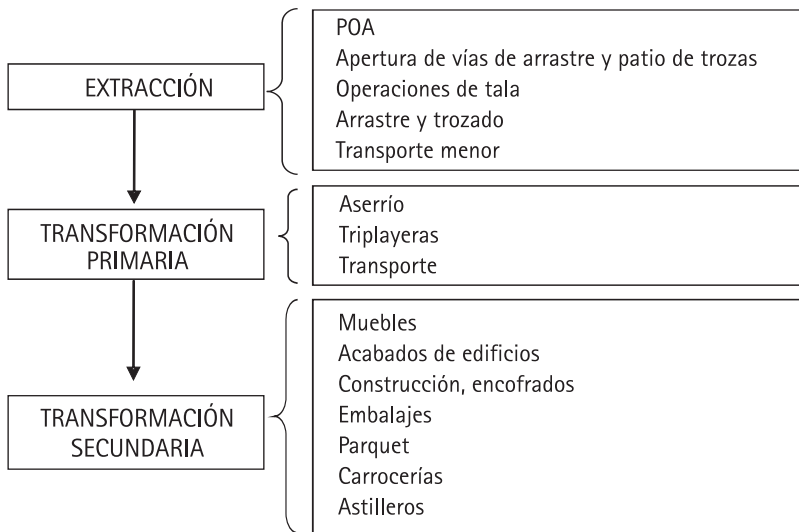 EXTRACCIÓN
POA
Apertura de vías de arrastre y patio de trozas
Operaciones de tala
Arrastre y trozado
Transporte menor
TRANSFORMACIÓN
PRIMARIA
Aserrío
Triplayeras
Transporte
TRANSFORMACIÓN
SECUNDARIA
Muebles
Acabados de edificios
Construcción, encofrados
Embalajes
Parquet
Carrocerías
Astilleros